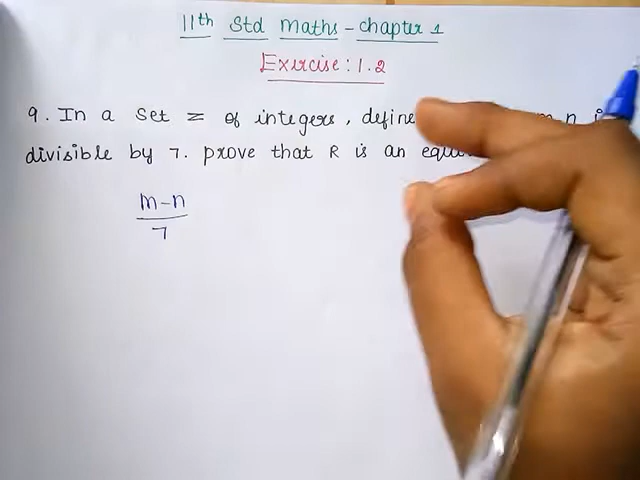 11th Std Maths - chapter 1
Exercise: 1.2
9. In a set Z of integers, define m-n
divisible by 7. prove that R is an
m-n
7